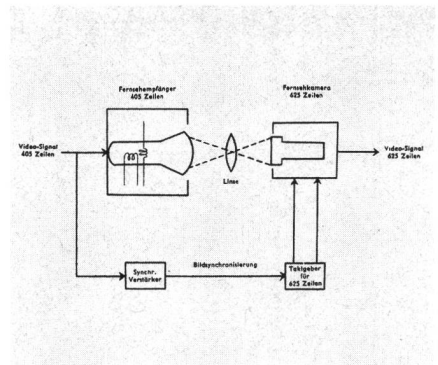 Fernsehempfänger
405 Zeilen
Fernsehkamera
625 Zeilen
Video-Signal
405 Zeilen
Video-Signal
625 Zeilen
Linse
Bildsynchronisierung
Synchr.
Verstärker
Taktgeber
für
625 Zeilen